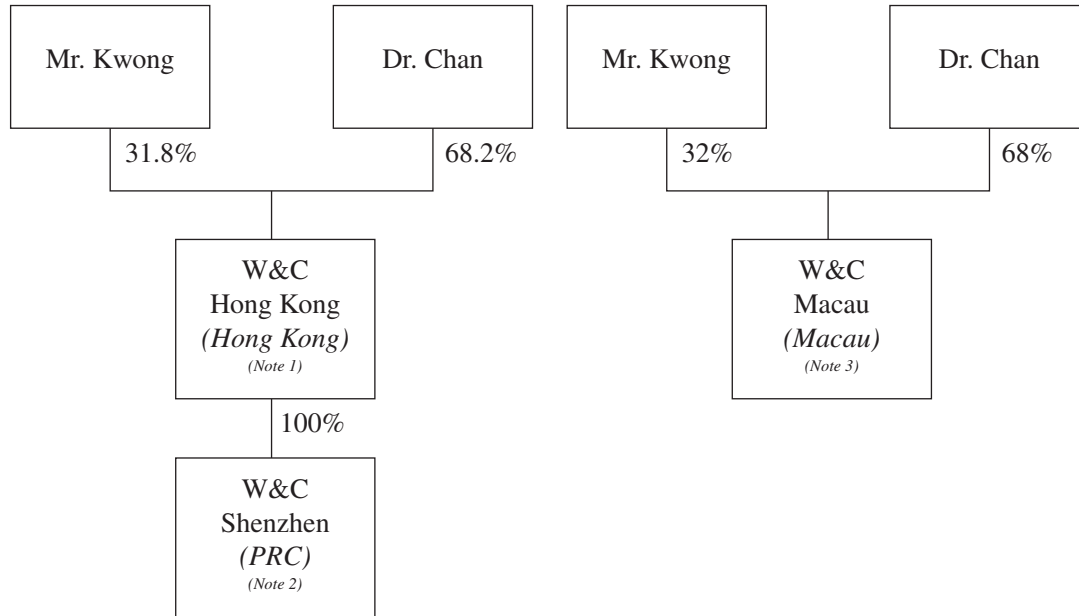 Mr. Kwong
Dr. Chan
Mr. Kwong
Dr. Chan
31.8%
68.2%
32%
68%
W&C
Hong Kong
(Hong Kong)
(Note 1)
W&C
Macau
(Macau)
(Note 3)
100%
W&C
Shenzhen
(PRC)
(Note 2)